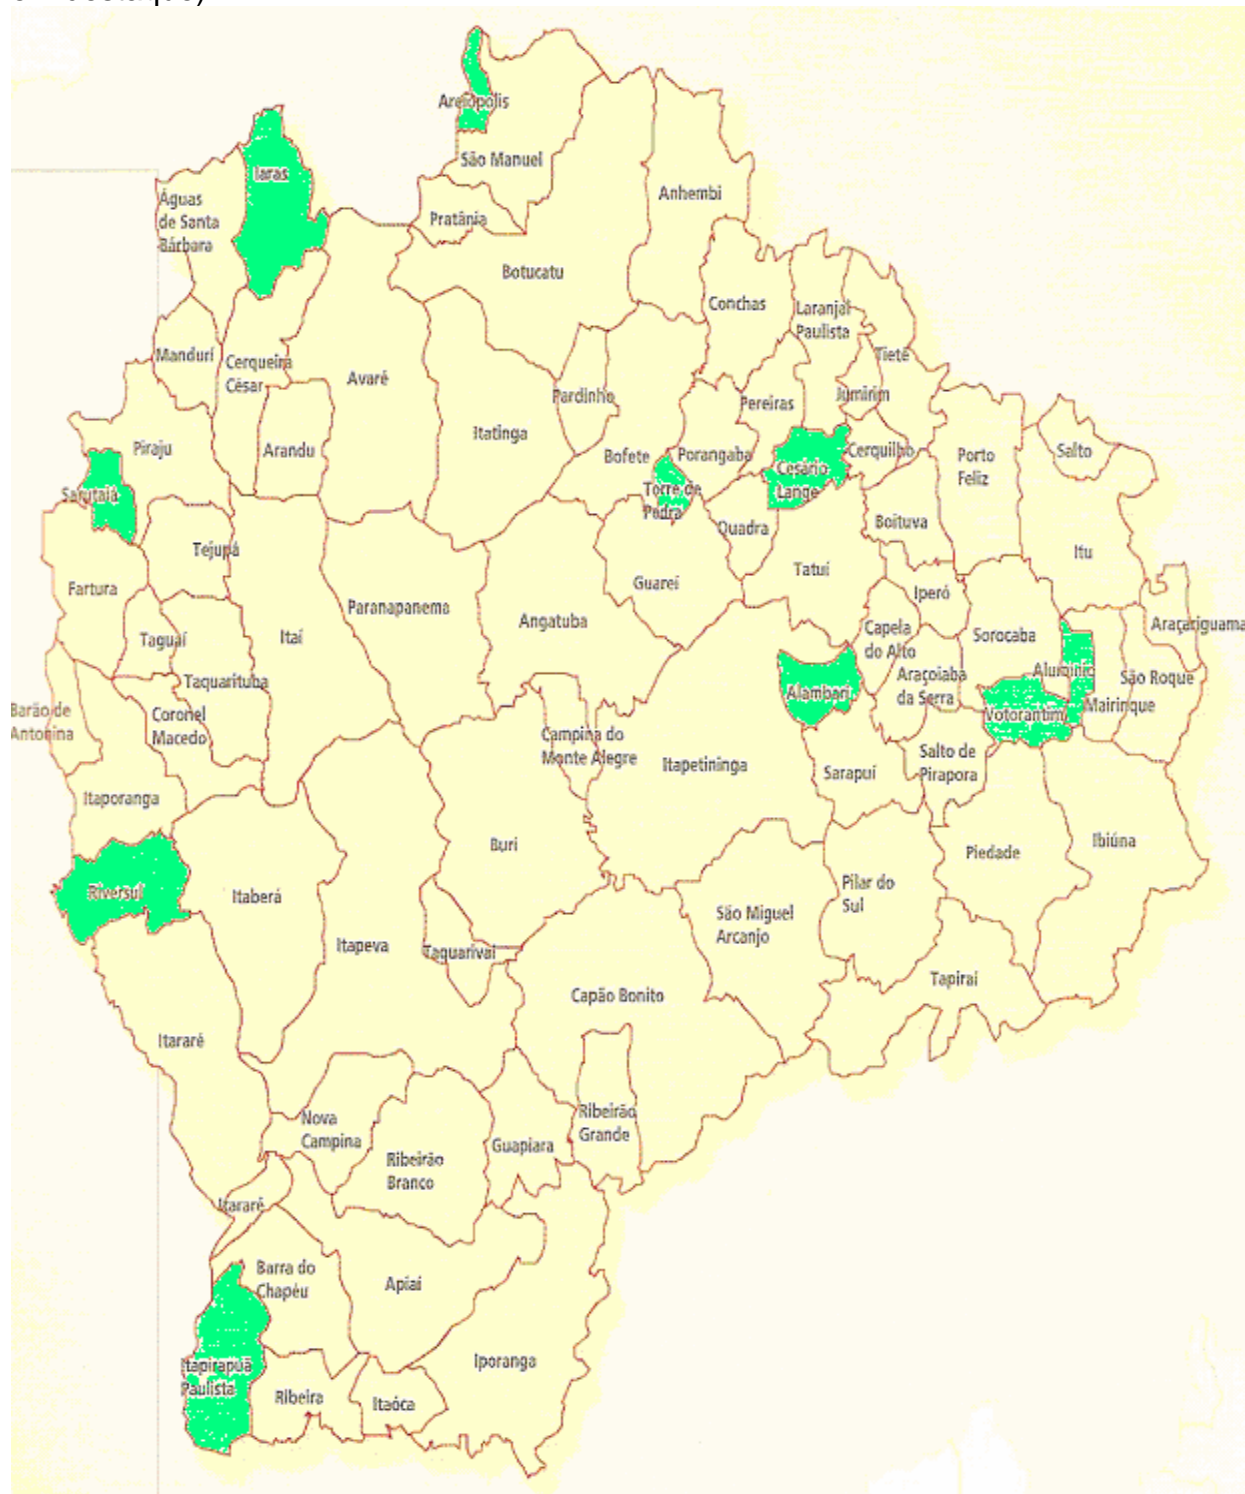 Areiópolis
São Manuel
Iaras
Anhembi
Águas
de Santa
Bárbara
Pratânia
Botucatu
Conchas
Laranjal
Paulista
Manduri
Cerqueira
César
Tietê
Avaré
Pardinho
Jumirim
Pereiras
Itatinga
Piraju
Arandu
Bofete
Porangaba
Cesário
Lange
Cerquilho
Porto
Feliz
Salto
Sarutaiá
Torre de
Pedra
Quadra
Boituva
Itu
Tejupá
Fartura
Guareí
Tatuí
Iperó
Paranapanema
Angatuba
Taguaí
Itaí
Capela
do Alto
Sorocaba
Araçariguama
Taquarituba
Alambari
Araçoiaba
da Serra
Alumínio
São Roque
Mairinque
Votorantim
Barão de
Antonina
Coronel
Macedo
Campina do
Monte Alegre
Itapetininga
Sarapuí
Salto de
Pirapora
Itaporanga
Buri
Piedade
Ibiúna
Riversul
Itaberá
Pilar do
Sul
São Miguel
Arcanjo
Itapeva
Taquarivaí
Tapiraí
Capão Bonito
Itararé
Nova
Campina
Ribeirão
Grande
Guapiara
Ribeirão
Branco
Itararé
Barra do
Chapéu
Apiaí
Itapirapuã
Paulista
Iporanga
Ribeira
Itaóca